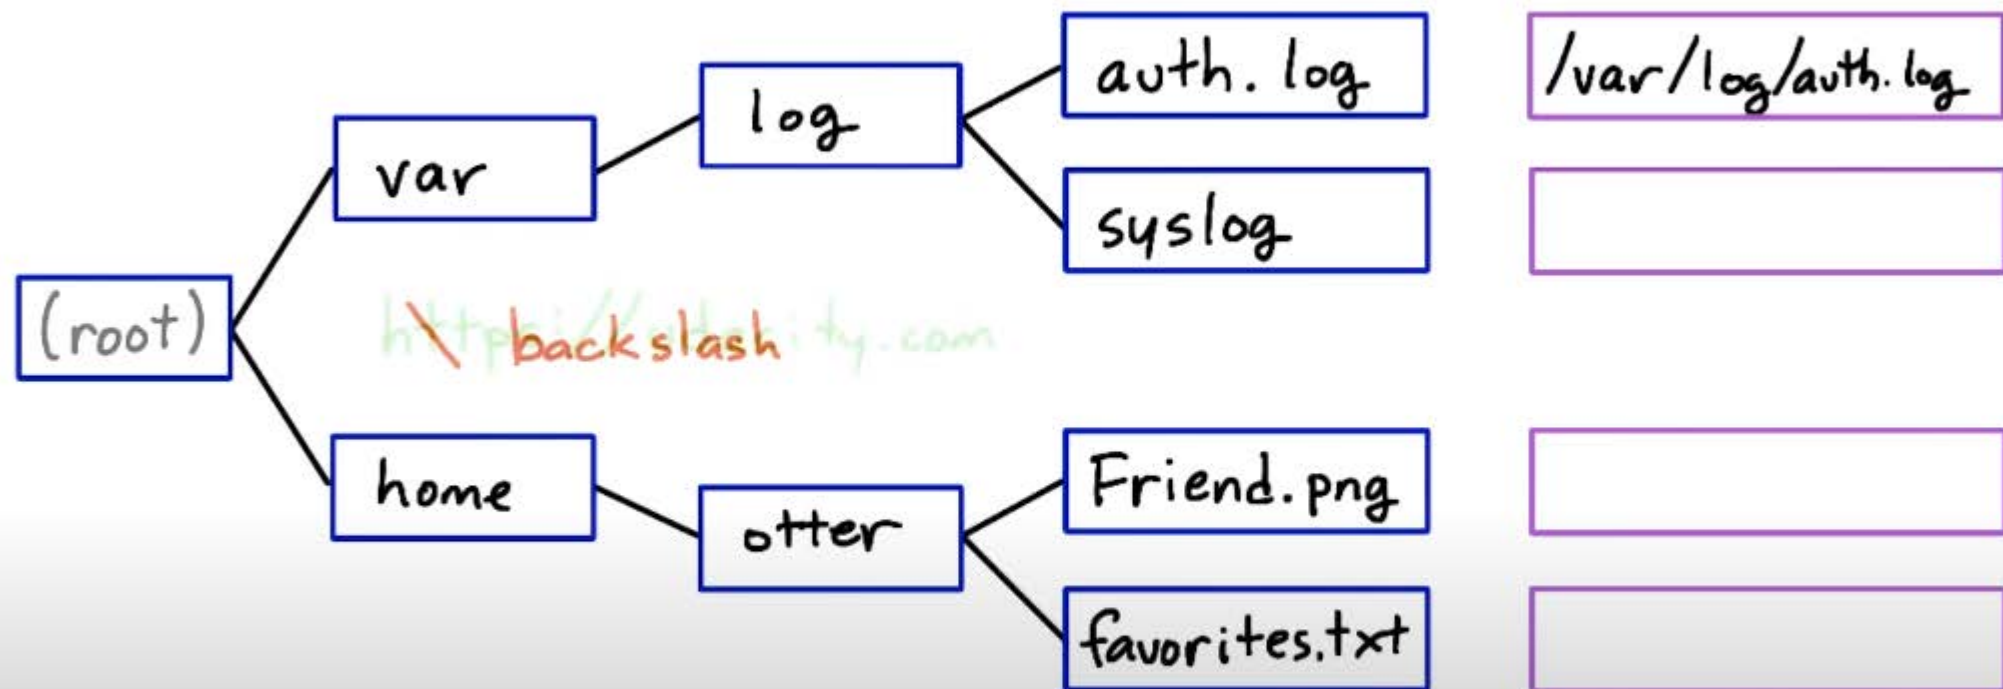 auth.log
/var/log/auth.log
log
var
syslog
(root)
\ backslash
home
Friend.png
otter
favorites.txt